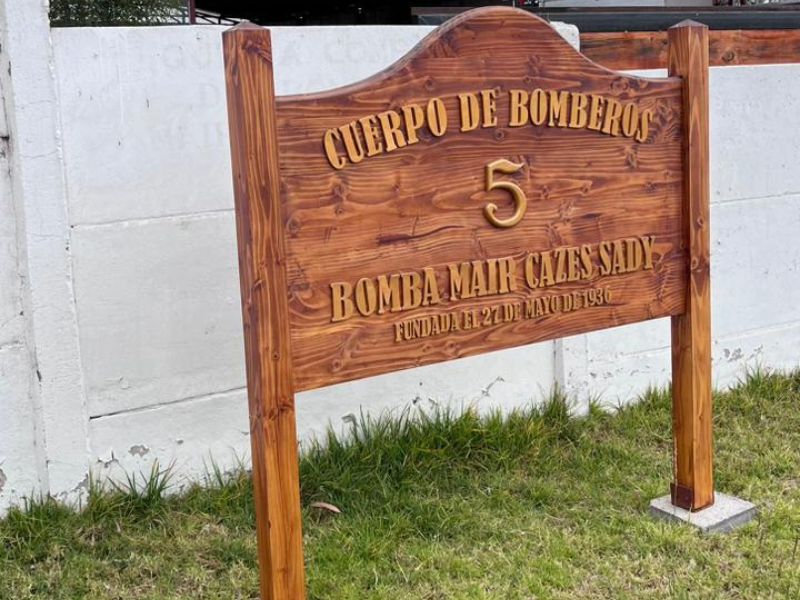 CUERPO DE BOMBEROS
5
BOMBA MAIR CAZES SADY
FUNDADA EL 27 DE MAYO DE 1936